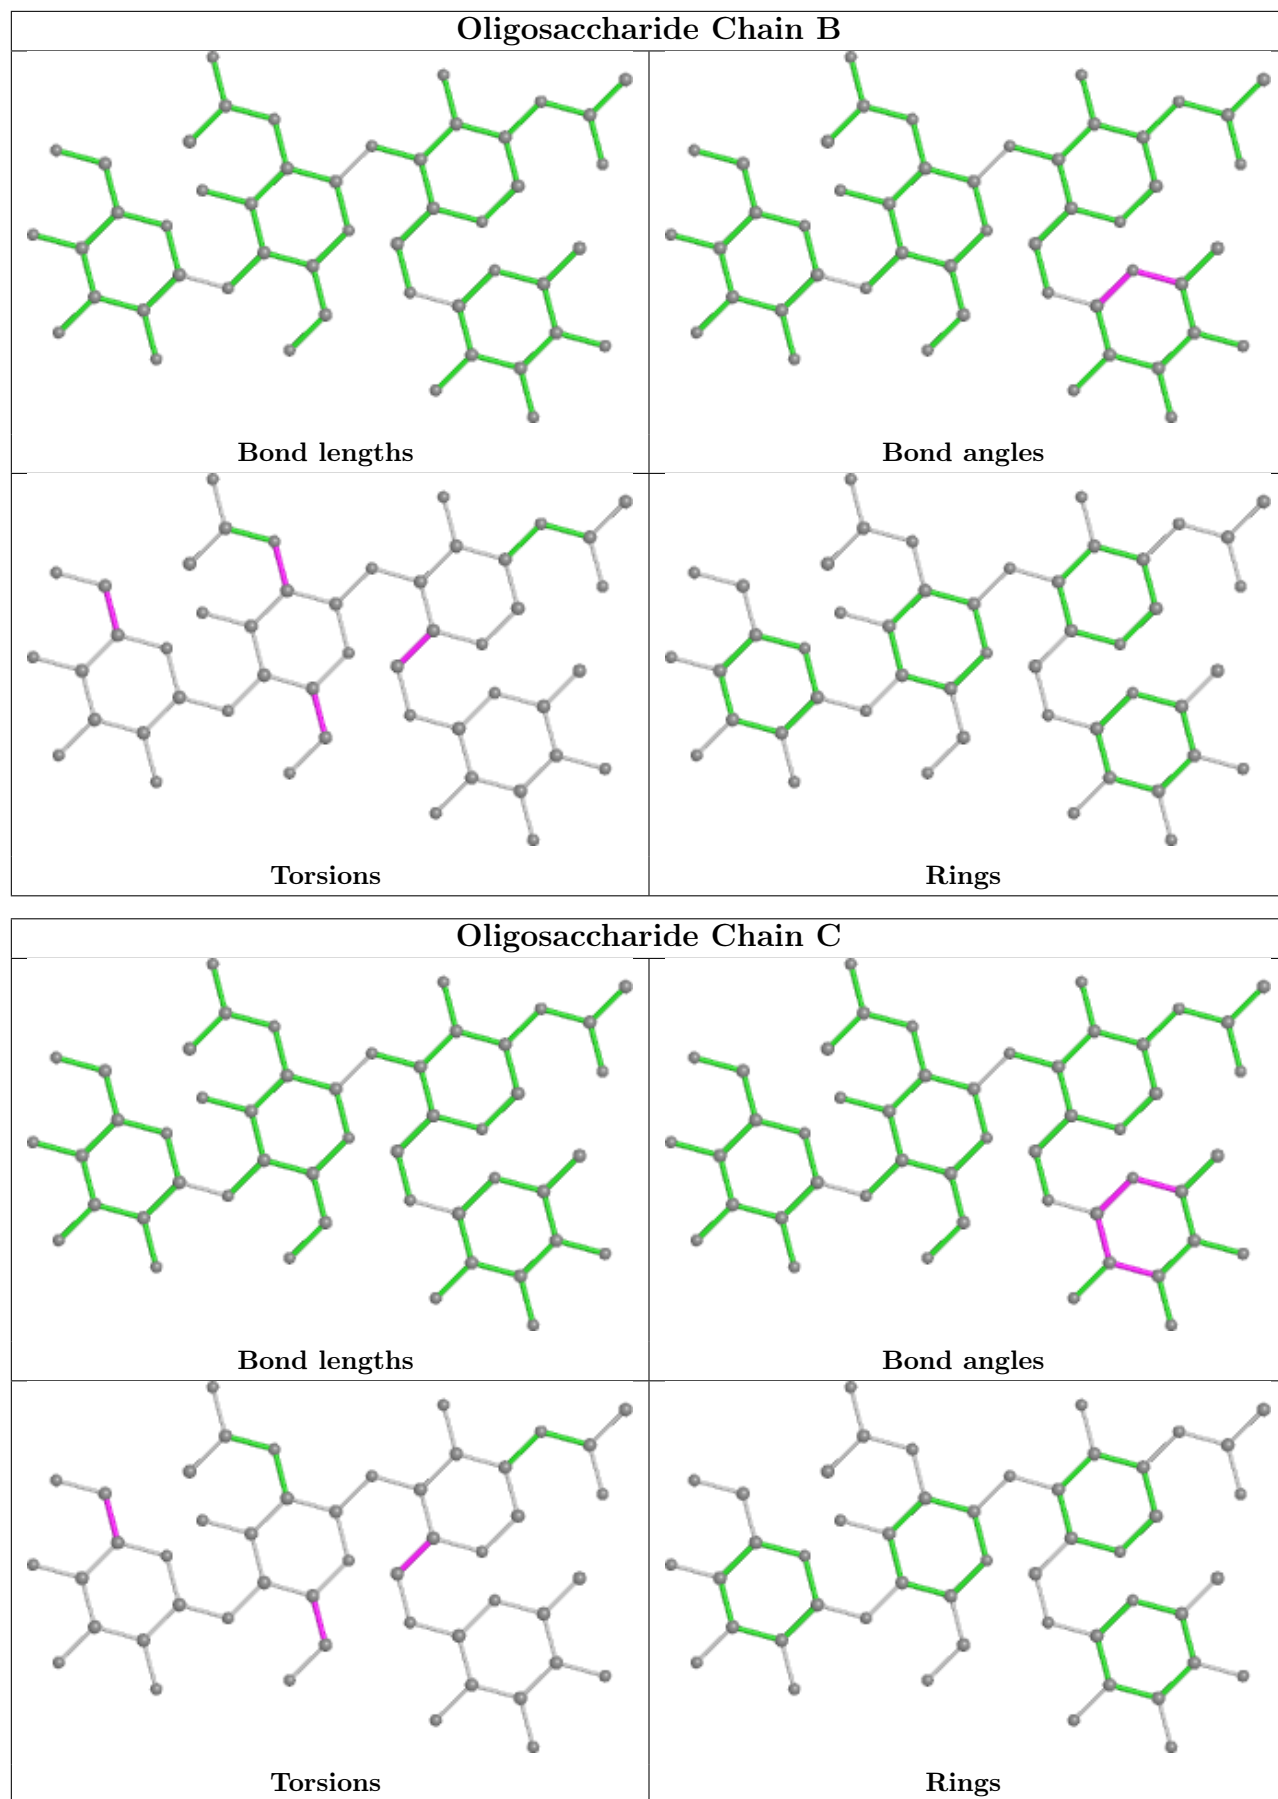 Oligosaccharide Chain B
Bond lengths
Bond angles
Torsions
Rings
Oligosaccharide Chain C
Bond lengths
Bond angles
Torsions
Rings